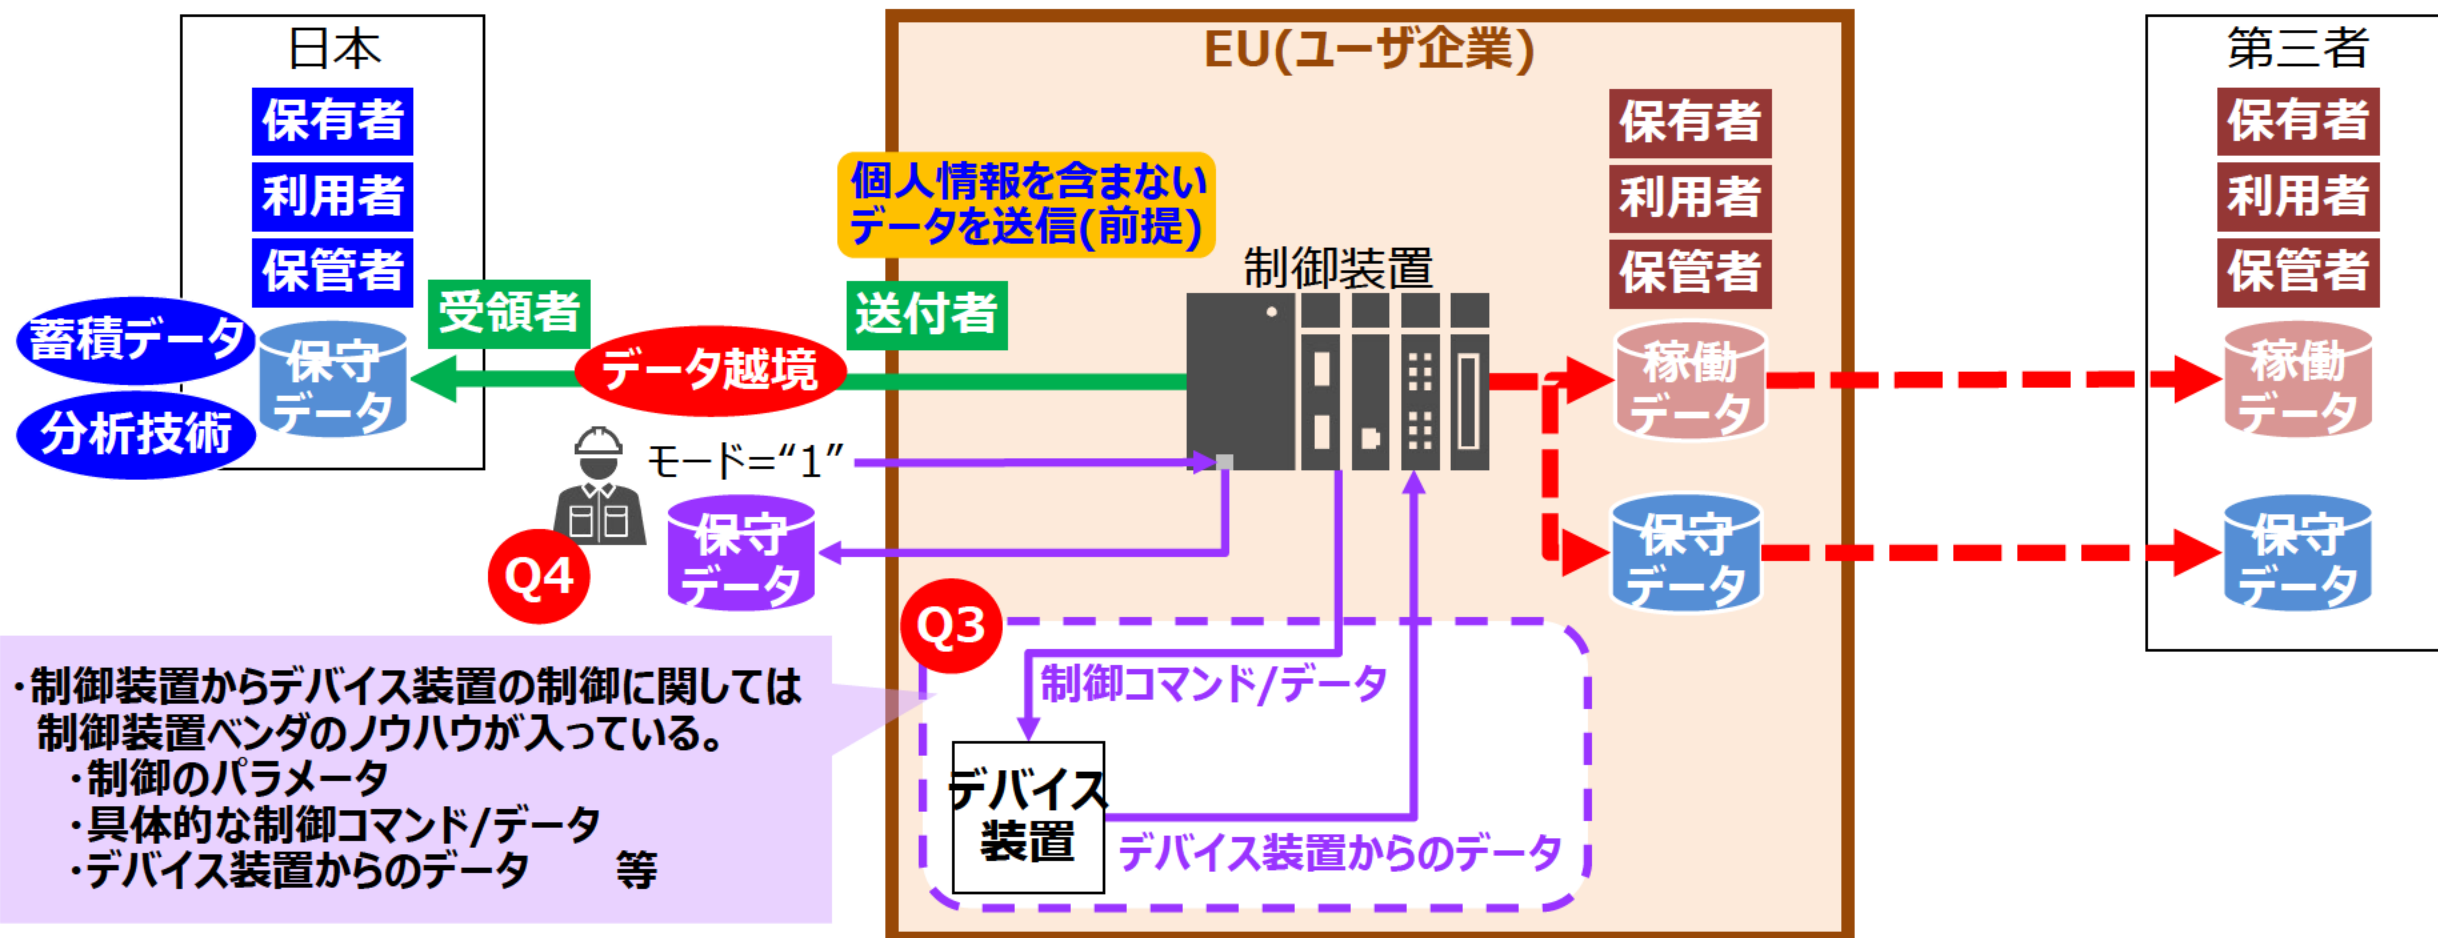 日本
保有者
利用者
保管者
蓄積データ
分析技術
保守
データ
受領者
データ越境
送付者
個人情報を含まない
データを送信(前提)
EU(ユーザ企業)
制御装置
保有者
利用者
保管者
稼働
データ
保守
データ
第三者
保有者
利用者
保管者
稼働
データ
保守
データ
モード=“1”
保守
データ
Q4
Q3
制御コマンド/データ
デバイス
装置
デバイス装置からのデータ
・制御装置からデバイス装置の制御に関しては
制御装置ベンダのノウハウが入っている。
・制御のパラメータ
・具体的な制御コマンド/データ
・デバイス装置からのデータ 等